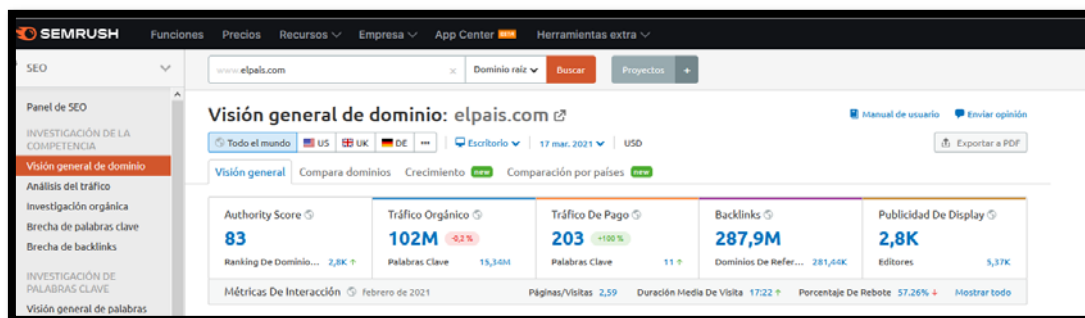 SEMRUSH Funciones Precios Recursos Empresa App Center BETA Herramientas extra
SEO
www.elpais.com × Dominio raíz Buscar Proyectos +
Panel de SEO
INVESTIGACIÓN DE LA
COMPETENCIA
Visión general de dominio
Análisis del tráfico
Investigación orgánica
Brecha de palabras clave
Brecha de backlinks
INVESTIGACIÓN DE
PALABRAS CLAVE
Visión general de palabras
Visión general de dominio: elpais.com
Manual de usuario Enviar opinión
Todo el mundo US UK DE ••• Escritorio 17 mar. 2021 USD
Exportar a PDF
Visión general Compara dominios Crecimiento new Comparación por países new
Authority Score
83
Ranking De Dominio... 2,8K ↑
Tráfico Orgánico
102M -0,2 %
Palabras Clave 15,34M
Tráfico De Pago
203 +100 %
Palabras Clave 11 ↑
Backlinks
287,9M
Dominios De Refer... 281,44K
Publicidad De Display
2,8K
Editores 5,37K
Métricas De Interacción febrero de 2021 Páginas/Visitas 2,59 Duración Media De Visita 17:22 ↑ Porcentaje De Rebote 57.26% ↓ Mostrar todo